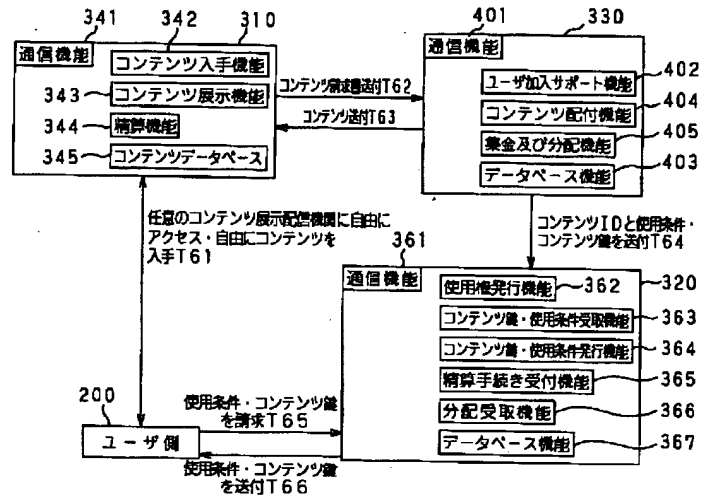 341
342
310
通信機能
コンテンツ入手機能
343
コンテンツ展示機能
344
精算機能
345
コンテンツデータベース
コンテンツ請求書送付T62
コンテンツ送付T63
401
330
通信機能
ユーザ加入サポート機能
402
コンテンツ配付機能
404
集金及び分配機能
405
データベース機能
403
任意のコンテンツ展示配信機関に自由に
アクセス・自由にコンテンツを
入手T61
コンテンツIDと使用条件・
コンテンツ鍵を送付T64
361
通信機能
320
使用権発行機能
362
コンテンツ鍵・使用条件受取機能
363
コンテンツ鍵・使用条件発行機能
364
精算手続き受付機能
365
分配受取機能
366
データベース機能
367
200
ユーザ側
使用条件・コンテンツ鍵
を請求T65
使用条件・コンテンツ鍵
を送付T66